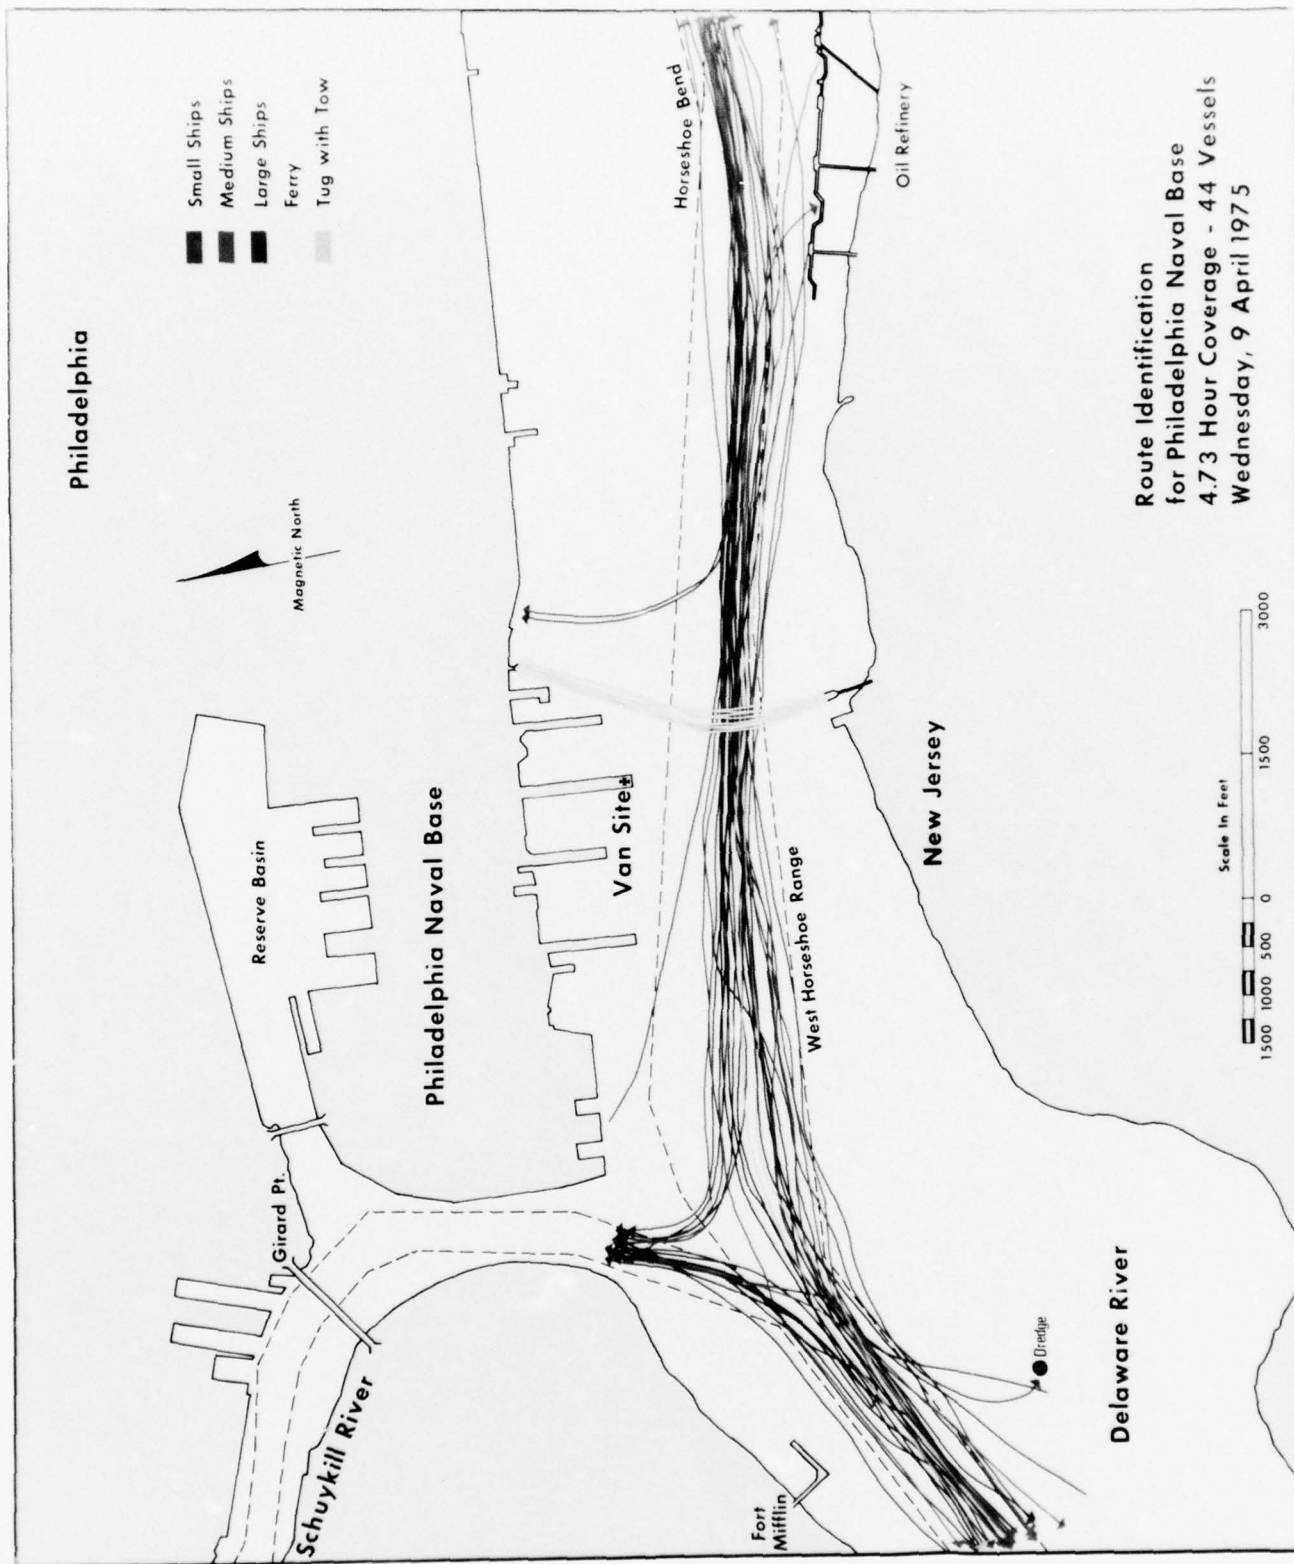 Philadelphia
Small Ships
Medium Ships
Large Ships
Ferry
Tug with Tow
Magnetic North
Horseshoe Bend
Oil Refinery
Reserve Basin
Philadelphia Naval Base
Van Site
Girard Pt.
Schuykill River
West Horseshoe Range
New Jersey
Fort
Mifflin
Dredge
Delaware River
Scale In Feet
1500 1000 500 0 1500 3000
Route Identification
for Philadelphia Naval Base
4.73 Hour Coverage - 44 Vessels
Wednesday, 9 April 1975